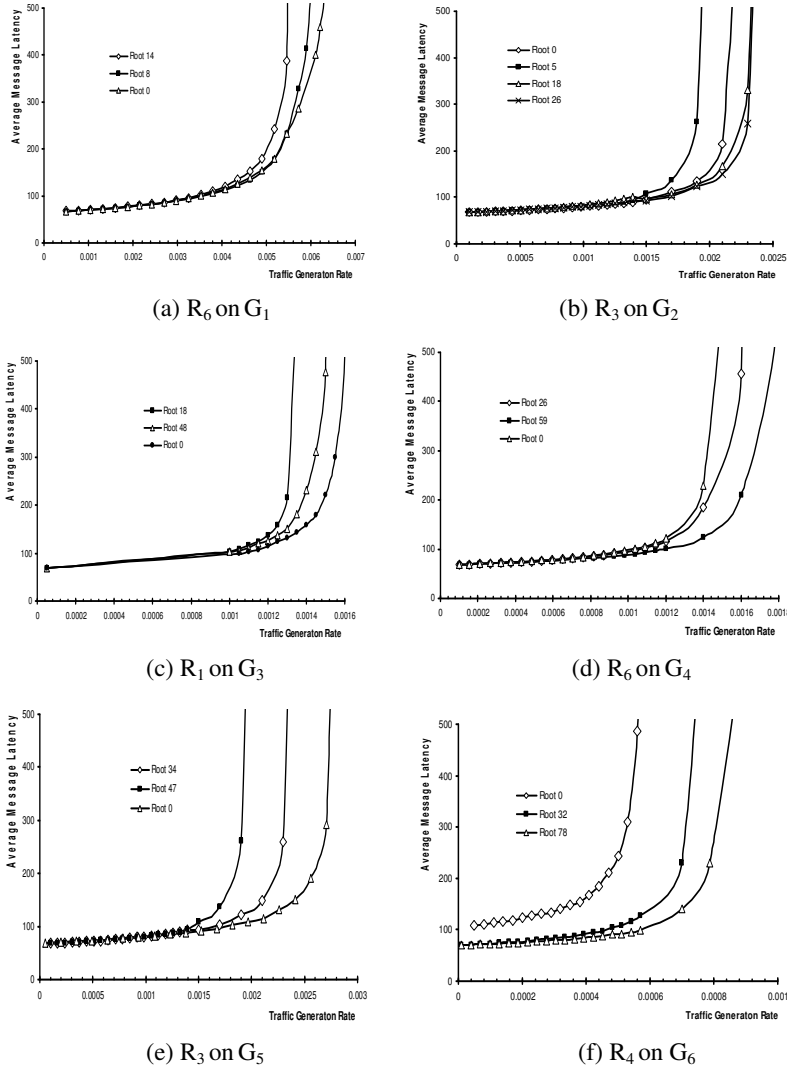 500
400
300
200
100
0
Average Message Latency
Root 14
Root 8
Root 0
0
0.001
0.002
0.003
0.004
0.005
0.006
0.007
Traffic Generaton Rate
(a) R6 on G1
500
400
300
200
100
0
Average Message Latency
Root 0
Root 5
Root 18
Root 26
0
0.0005
0.001
0.0015
0.002
0.0025
Traffic Generaton Rate
(b) R3 on G2
500
400
300
200
100
0
Average Message Latency
Root 18
Root 48
Root 0
0
0.0002
0.0004
0.0006
0.0008
0.001
0.0012
0.0014
0.0016
Traffic Generaton Rate
(c) R1 on G3
500
400
300
200
100
0
Average Message Latency
Root 26
Root 59
Root 0
0
0.0002
0.0004
0.0006
0.0008
0.001
0.0012
0.0014
0.0016
0.0018
Traffic Generaton Rate
(d) R6 on G4
500
400
300
200
100
0
Average Message Latency
Root 34
Root 47
Root 0
0
0.0005
0.001
0.0015
0.002
0.0025
0.003
Traffic Generaton Rate
(e) R3 on G5
500
400
300
200
100
0
Average Message Latency
Root 0
Root 32
Root 78
0
0.0002
0.0004
0.0006
0.0008
0.001
Traffic Generaton Rate
(f) R4 on G6